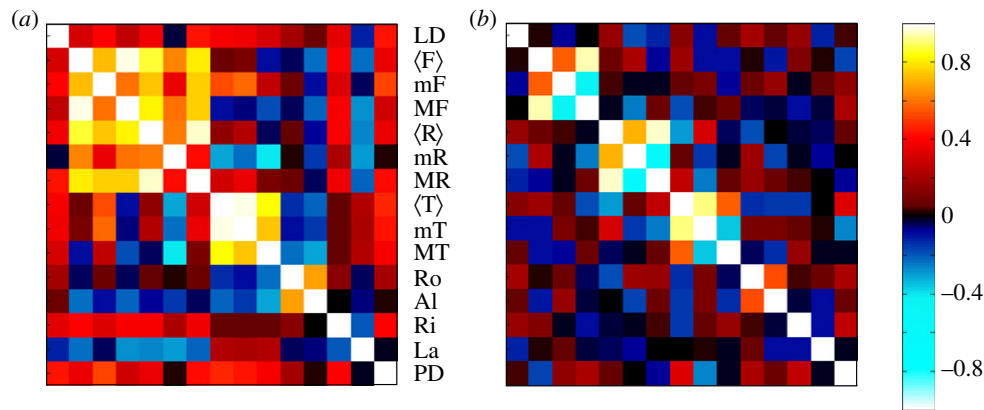 (a)
LD
⟨F⟩
mF
MF
⟨R⟩
mR
MR
⟨T⟩
mT
MT
Ro
Al
Ri
La
PD
(b)
0.8
0.4
0
−0.4
−0.8